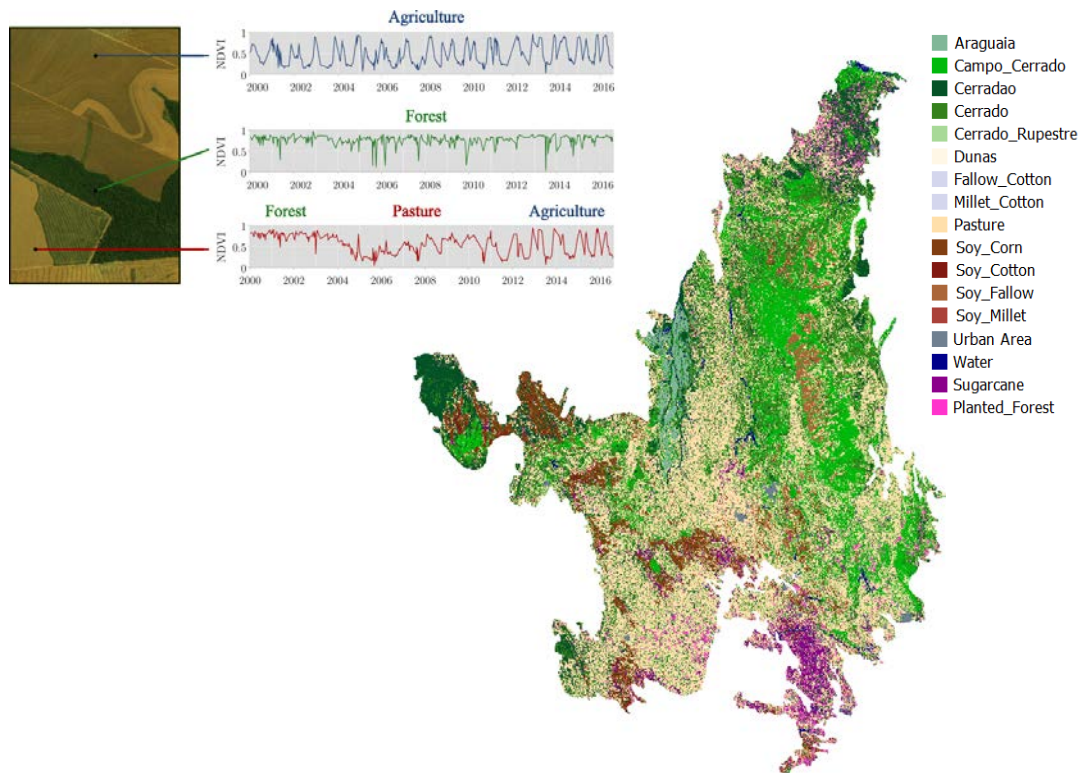 Agriculture
NDVI
1
0.5
0
2000 2002 2004 2006 2008 2010 2012 2014 2016
Forest
NDVI
1
0.5
0
2000 2002 2004 2006 2008 2010 2012 2014 2016
Forest Pasture Agriculture
NDVI
1
0.5
0
2000 2002 2004 2006 2008 2010 2012 2014 2016
Araguaia
Campo_Cerrado
Cerradao
Cerrado
Cerrado_Rupestre
Dunas
Fallow_Cotton
Millet_Cotton
Pasture
Soy_Corn
Soy_Cotton
Soy_Fallow
Soy_Millet
Urban Area
Water
Sugarcane
Planted_Forest